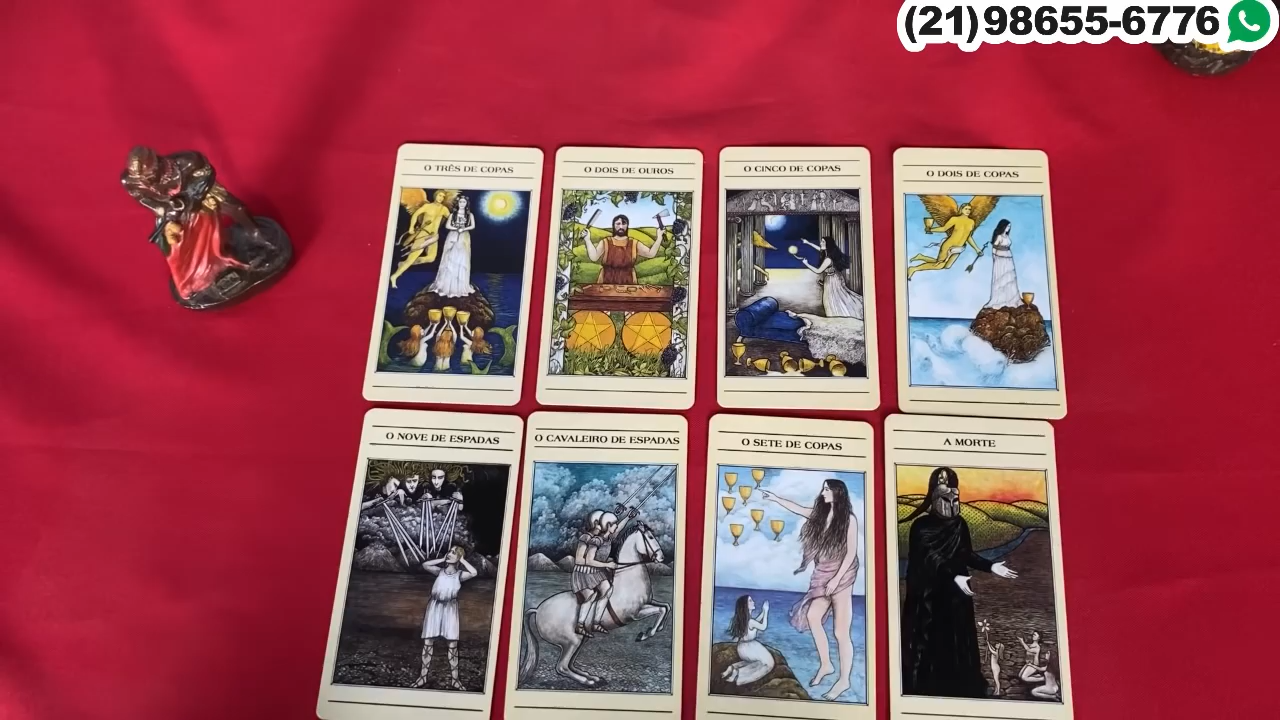 (21)98655-6776
O TRÊS DE COPAS
O DOIS DE OUROS
O CINCO DE COPAS
O DOIS DE COPAS
O NOVE DE ESPADAS
O CAVALEIRO DE ESPADAS
O SETE DE COPAS
A MORTE